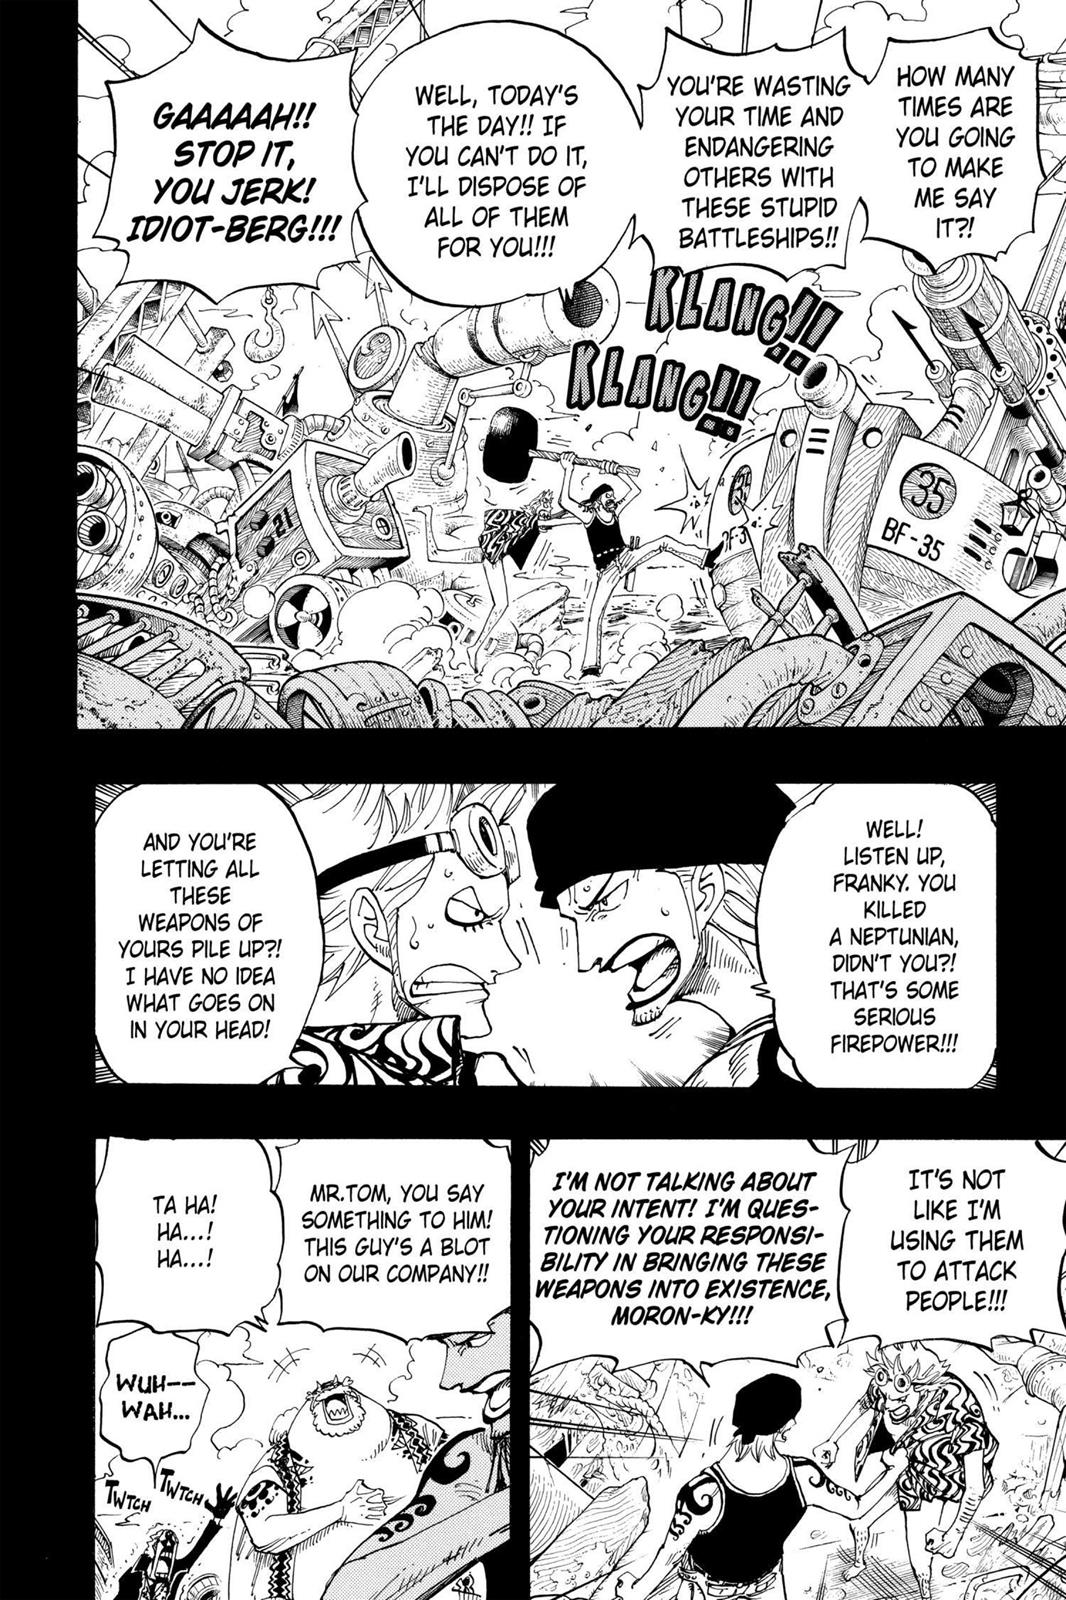 HOW MANY
TIMES ARE
YOU GOING
TO MAKE
ME SAY
IT?!
YOU'RE WASTING
YOUR TIME AND
ENDANGERING
OTHERS WITH
THESE STUPID
BATTLESHIPS!!
WELL, TODAY'S
THE DAY!! IF
YOU CAN'T DO IT,
I'LL DISPOSE OF
ALL OF THEM
FOR YOU!!!
GAAAAAH!!
STOP IT,
YOU JERK!
IDIOT-BERG!!!
KLANG!!
KLANG!!
35
BF-35
21
WELL!
LISTEN UP,
FRANKY. YOU
KILLED
A NEPTUNIAN,
DIDN'T YOU?!
THAT'S SOME
SERIOUS
FIREPOWER!!!
AND YOU'RE
LETTING ALL
THESE
WEAPONS OF
YOURS PILE UP?!
I HAVE NO IDEA
WHAT GOES ON
IN YOUR HEAD!
IT'S NOT
LIKE I'M
USING THEM
TO ATTACK
PEOPLE!!!
I'M NOT TALKING ABOUT
YOUR INTENT! I'M QUES-
TIONING YOUR RESPONSI-
BILITY IN BRINGING THESE
WEAPONS INTO EXISTENCE,
MORON-KY!!!
MR.TOM, YOU SAY
SOMETHING TO HIM!
THIS GUY'S A BLOT
ON OUR COMPANY!!
TA HA!
HA...!
HA...!
WUH--
WAH...
TWTCH
TWTCH